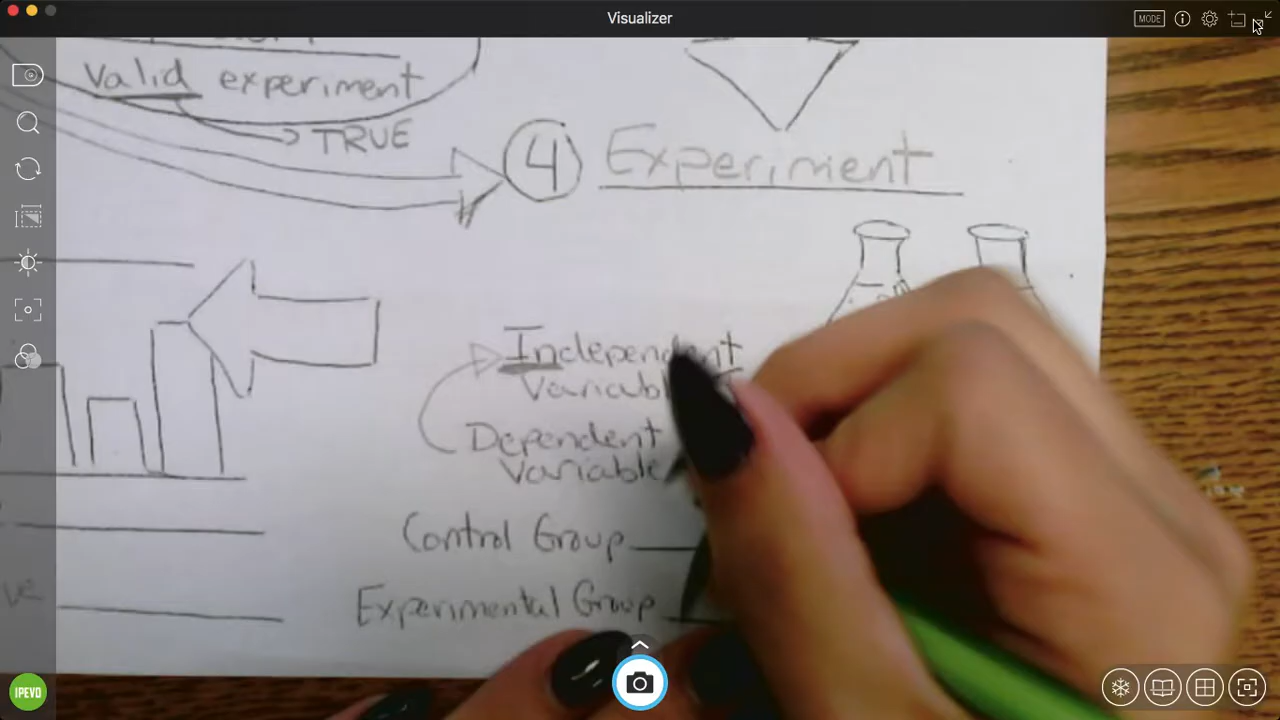 Visualizer
MODE
valid experiment
TRUE
4 Experiment
Independent
Variable
Dependent
Variable
Control Group
Experimental Group
IPEVO